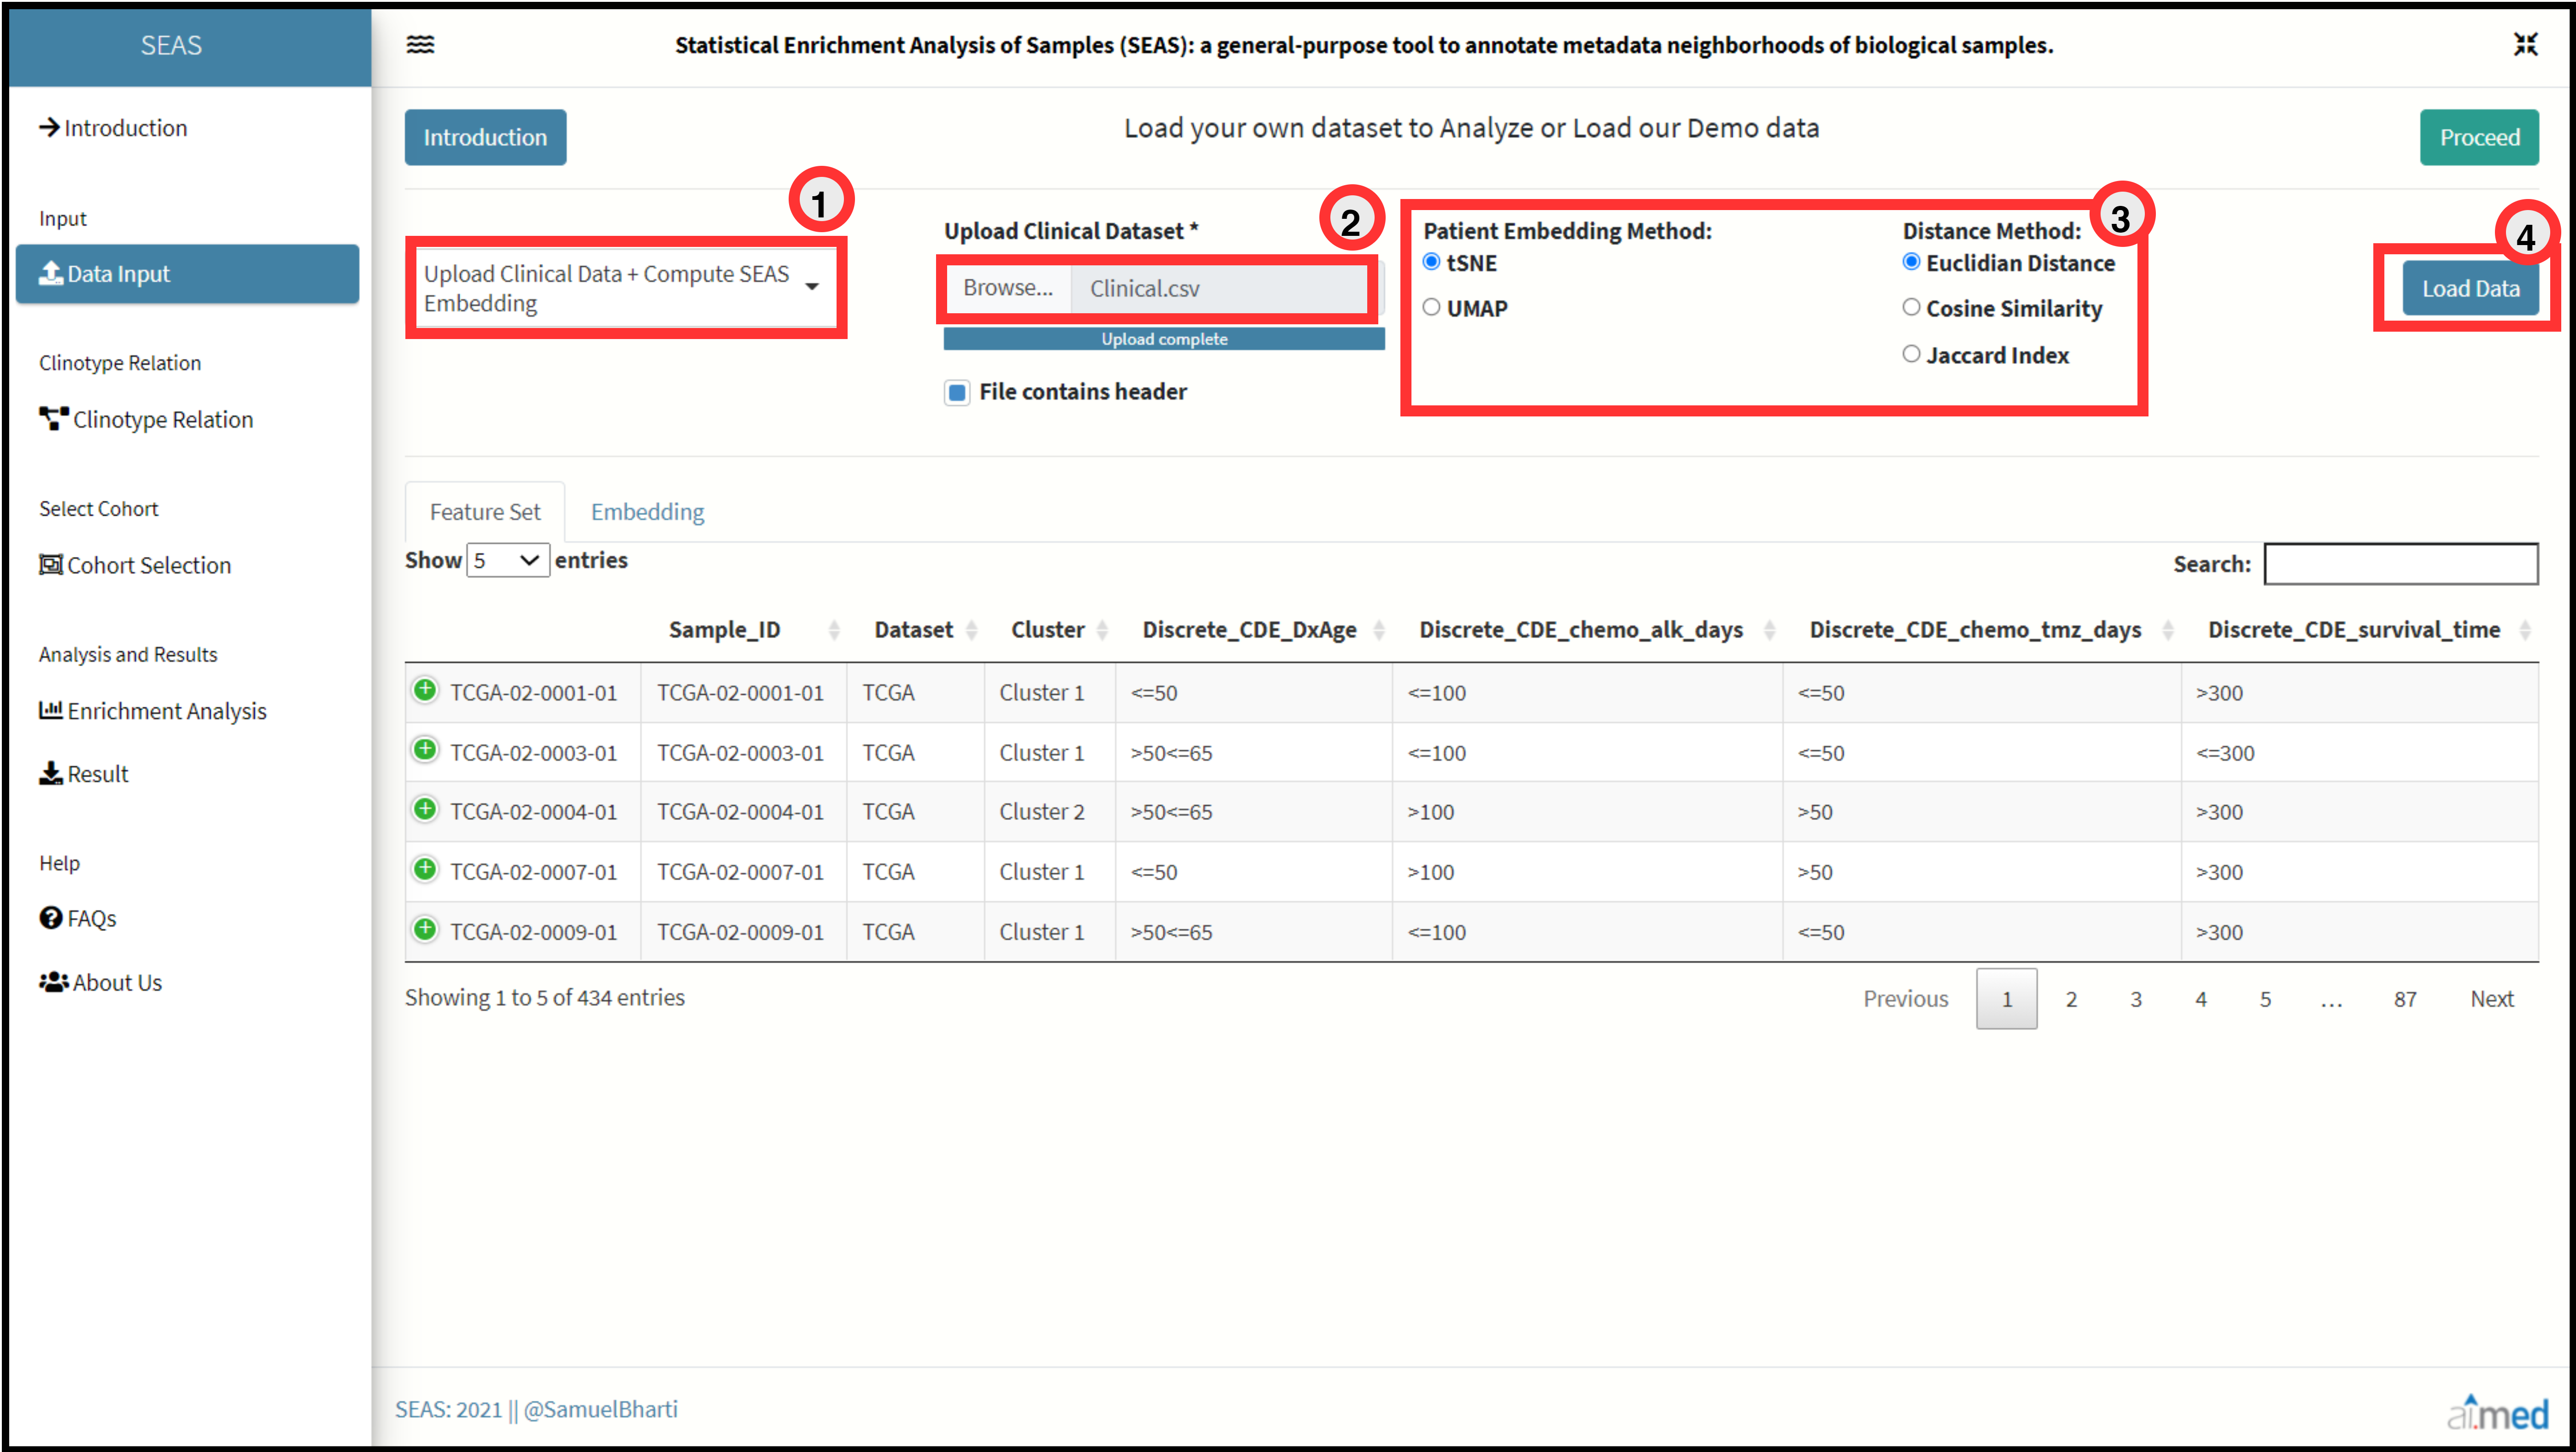 SEAS
Statistical Enrichment Analysis of Samples (SEAS): a general-purpose tool to annotate metadata neighborhoods of biological samples.
Introduction
Input
Data Input
Clinotype Relation
Clinotype Relation
Select Cohort
Cohort Selection
Analysis and Results
Enrichment Analysis
Result
Help
FAQs
About Us
Introduction
Load your own dataset to Analyze or Load our Demo data
Proceed
1
Upload Clinical Data + Compute SEAS
Embedding
Upload Clinical Dataset *
2
Browse... Clinical.csv
Upload complete
File contains header
3
Patient Embedding Method:
tSNE
UMAP
Distance Method:
Euclidian Distance
Cosine Similarity
Jaccard Index
4
Load Data
Feature Set Embedding
Show 5 entries
Search:
Sample_ID Dataset Cluster Discrete_CDE_DxAge Discrete_CDE_chemo_alk_days Discrete_CDE_chemo_tmz_days Discrete_CDE_survival_time
TCGA-02-0001-01 TCGA-02-0001-01 TCGA Cluster 1 <=50 <=100 <=50 >300
TCGA-02-0003-01 TCGA-02-0003-01 TCGA Cluster 1 >50<=65 <=100 <=50 <=300
TCGA-02-0004-01 TCGA-02-0004-01 TCGA Cluster 2 >50<=65 >100 >50 >300
TCGA-02-0007-01 TCGA-02-0007-01 TCGA Cluster 1 <=50 >100 >50 >300
TCGA-02-0009-01 TCGA-02-0009-01 TCGA Cluster 1 >50<=65 <=100 <=50 >300
Showing 1 to 5 of 434 entries
Previous 1 2 3 4 5 ... 87 Next
SEAS: 2021 || @SamuelBharti
ai.med